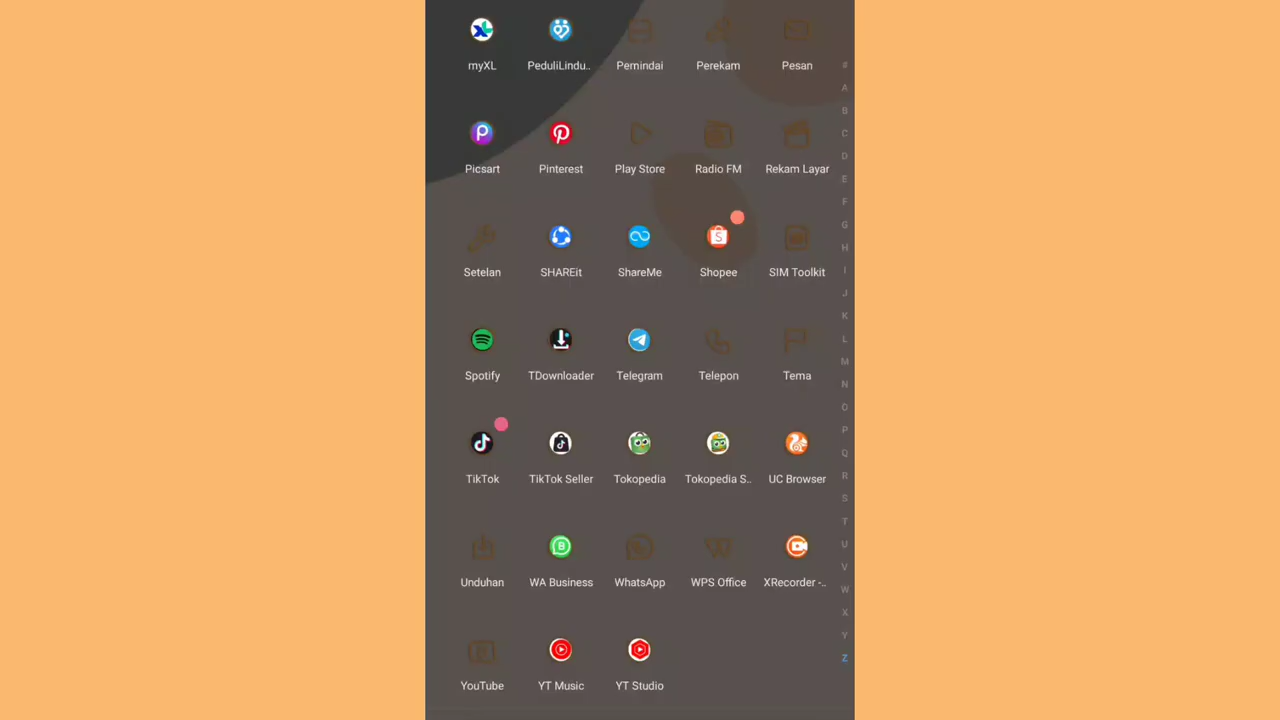 myXL
PeduliLindu..
Pemindai
Perekam
Pesan
Picsart
Pinterest
Play Store
Radio FM
Rekam Layar
Setelan
SHAREit
ShareMe
Shopee
SIM Toolkit
Spotify
TDownloader
Telegram
Telepon
Tema
TikTok
TikTok Seller
Tokopedia
Tokopedia S..
UC Browser
Unduhan
WA Business
WhatsApp
WPS Office
XRecorder -..
YouTube
YT Music
YT Studio
#
A
B
C
D
E
F
G
H
I
J
K
L
M
N
O
P
Q
R
S
T
U
V
W
X
Y
Z